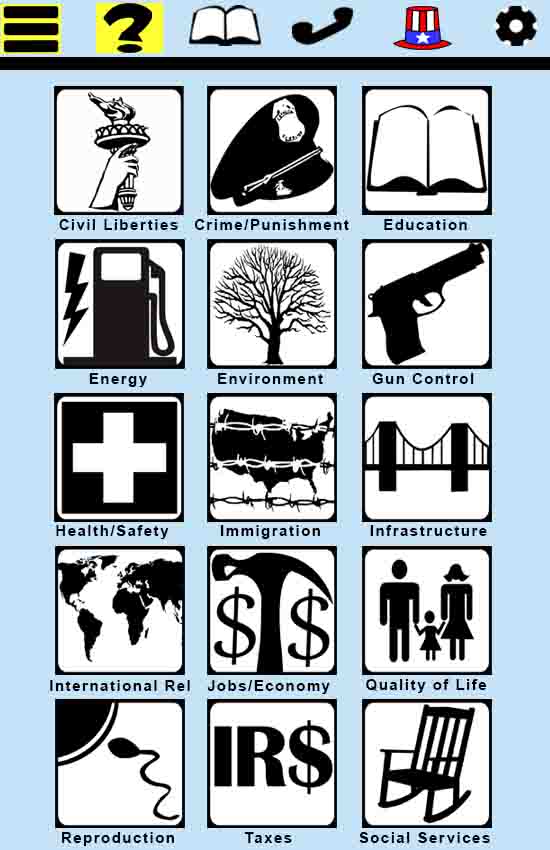 ?
Civil Liberties Crime/Punishment Education
Energy Environment Gun Control
Health/Safety Immigration Infrastructure
$ $
International Rel Jobs/Economy Quality of Life
IR$
Reproduction Taxes Social Services